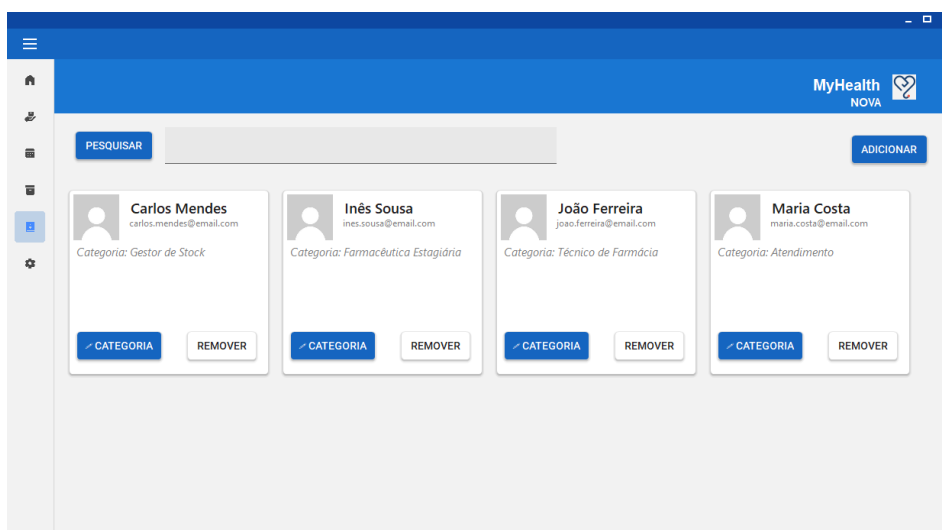 MyHealth
NOVA
PESQUISAR
ADICIONAR
Carlos Mendes
carlos.mendes@email.com
Categoria: Gestor de Stock
CATEGORIA
REMOVER
Inês Sousa
ines.sousa@email.com
Categoria: Farmacêutica Estagiária
CATEGORIA
REMOVER
João Ferreira
joao.ferreira@email.com
Categoria: Técnico de Farmácia
CATEGORIA
REMOVER
Maria Costa
maria.costa@email.com
Categoria: Atendimento
CATEGORIA
REMOVER